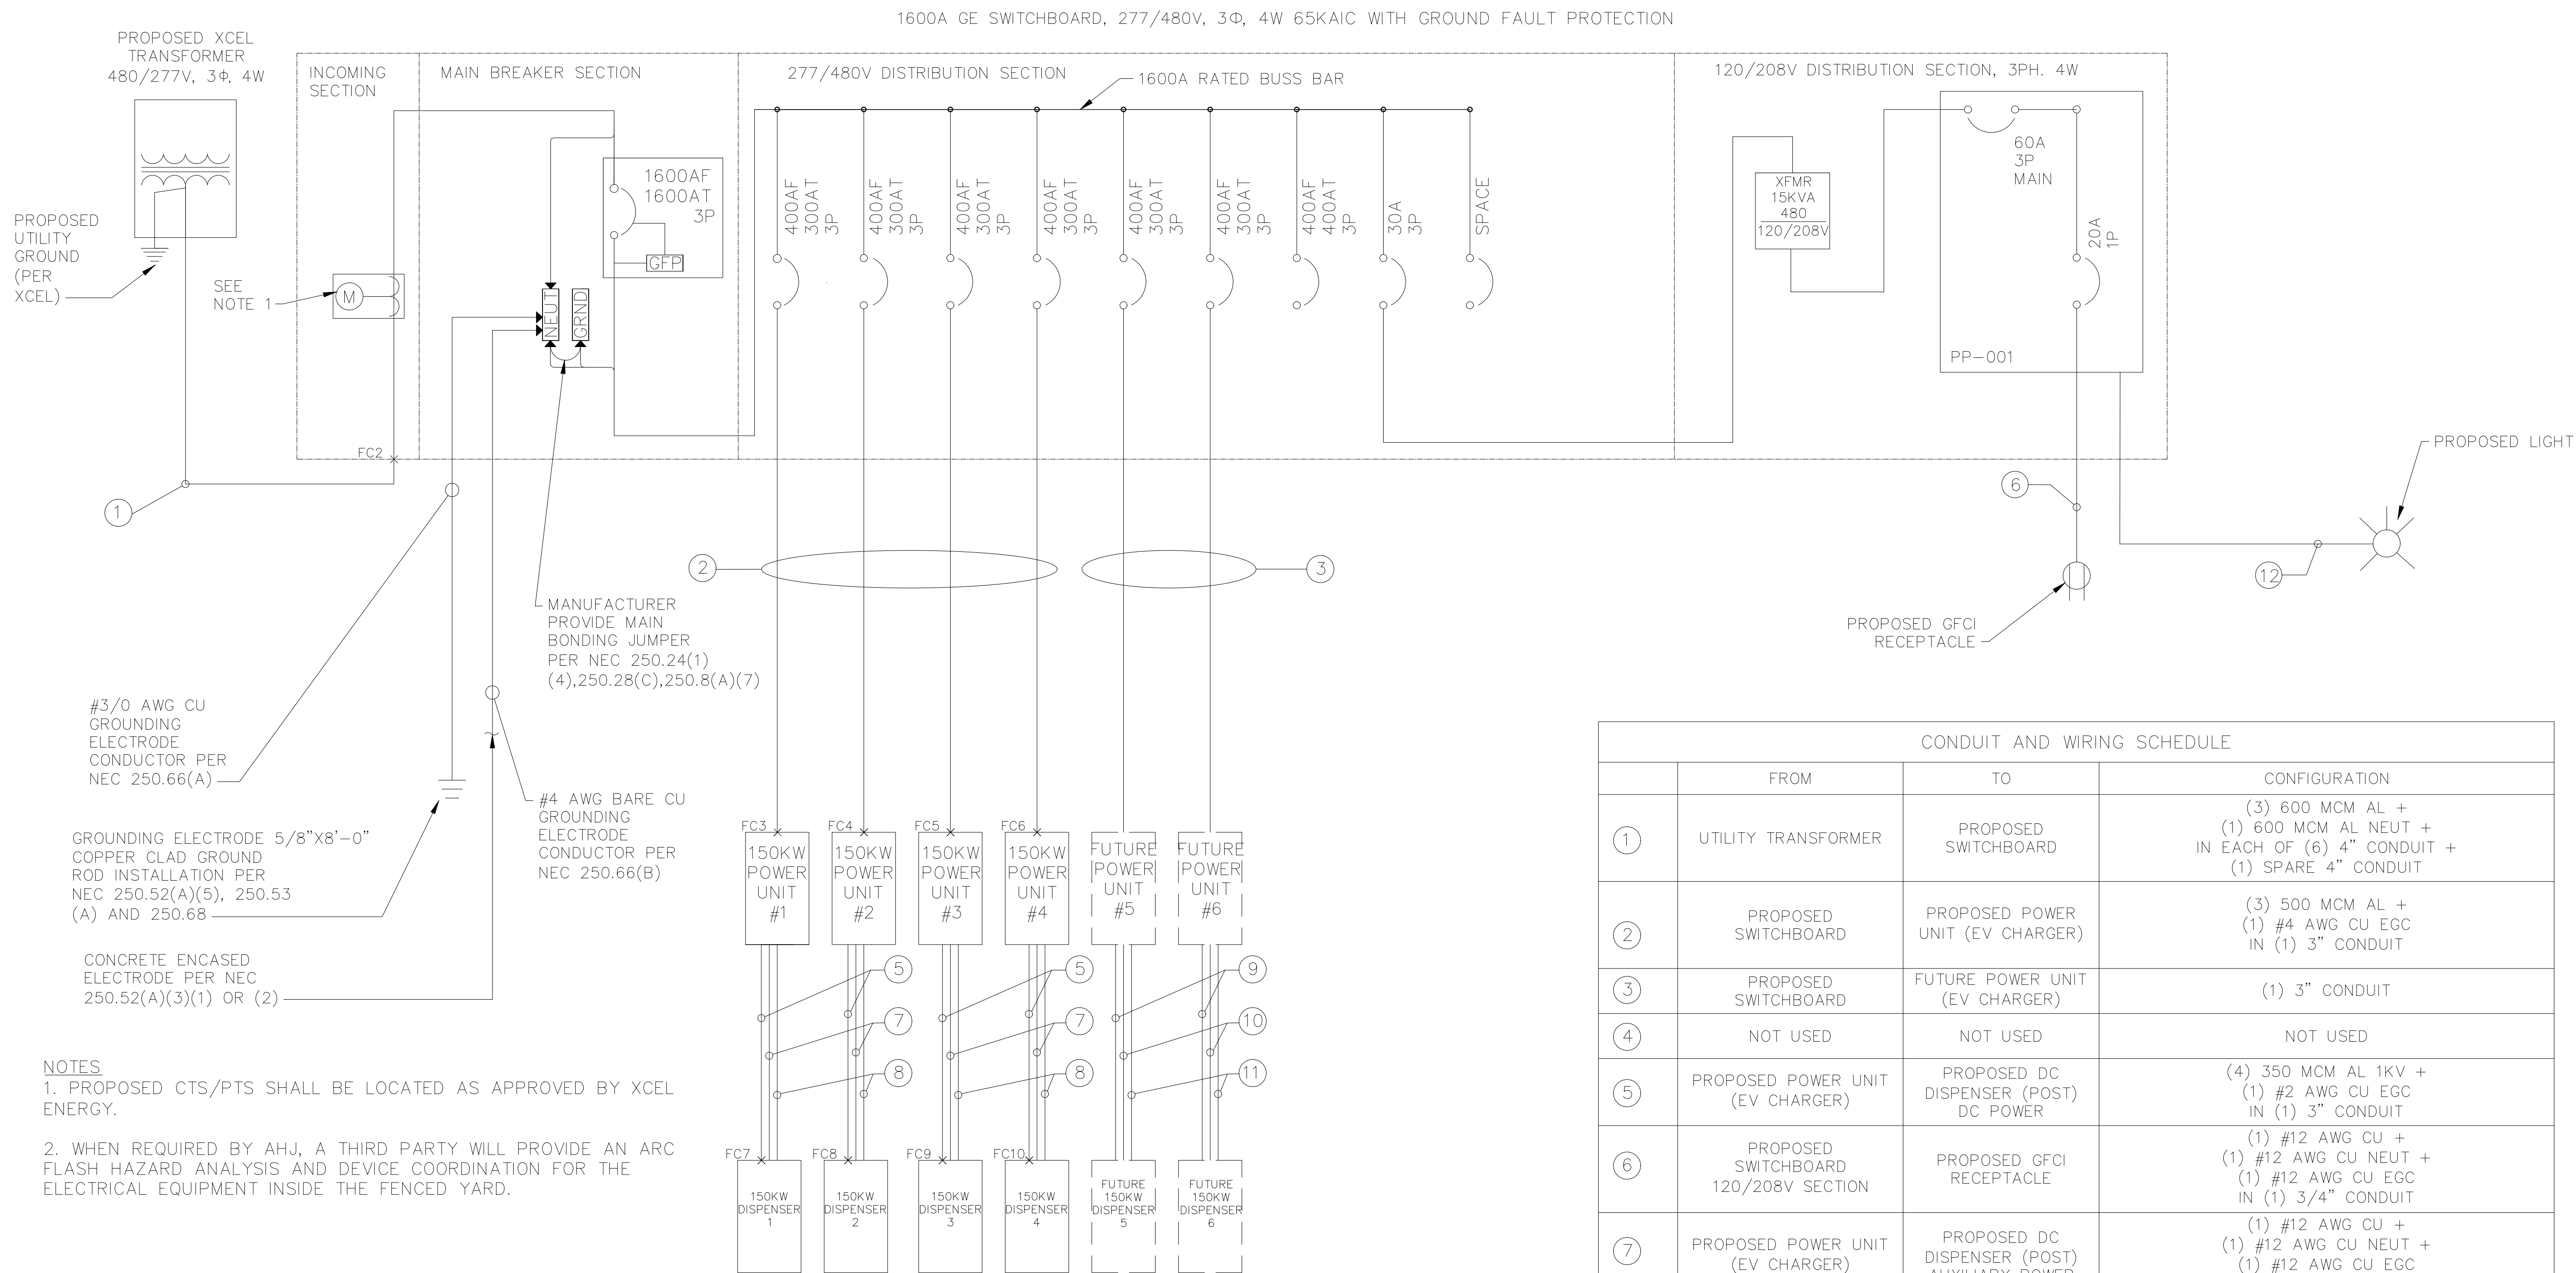 1600A GE SWITCHBOARD, 277/480V, 3Φ, 4W 65KAIC WITH GROUND FAULT PROTECTION
PROPOSED XCEL
TRANSFORMER
480/277V, 3Φ, 4W
INCOMING
SECTION
MAIN BREAKER SECTION
277/480V DISTRIBUTION SECTION
1600A RATED BUSS BAR
120/208V DISTRIBUTION SECTION, 3PH. 4W
PROPOSED
UTILITY
GROUND
(PER
XCEL)
SEE
NOTE 1
M
1600AF
1600AT
3P
GFP
NEUT
GRND
400AF
300AT
3P
400AF
300AT
3P
400AF
300AT
3P
400AF
300AT
3P
400AF
300AT
3P
400AF
300AT
3P
400AF
400AT
3P
30A
3P
SPACE
XFMR
15KVA
480
120/208V
60A
3P
MAIN
20A
1P
PP-001
FC2
1
2
3
6
12
PROPOSED LIGHT
PROPOSED GFCI
RECEPTACLE
MANUFACTURER
PROVIDE MAIN
BONDING JUMPER
PER NEC 250.24(1)
(4),250.28(C),250.8(A)(7)
#3/0 AWG CU
GROUNDING
ELECTRODE
CONDUCTOR PER
NEC 250.66(A)
#4 AWG BARE CU
GROUNDING
ELECTRODE
CONDUCTOR PER
NEC 250.66(B)
GROUNDING ELECTRODE 5/8"X8'-0"
COPPER CLAD GROUND
ROD INSTALLATION PER
NEC 250.52(A)(5), 250.53
(A) AND 250.68
CONCRETE ENCASED
ELECTRODE PER NEC
250.52(A)(3)(1) OR (2)
FC3
150KW
POWER
UNIT
#1
FC4
150KW
POWER
UNIT
#2
FC5
150KW
POWER
UNIT
#3
FC6
150KW
POWER
UNIT
#4
FUTURE
POWER
UNIT
#5
FUTURE
POWER
UNIT
#6
5
5
9
7
7
10
8
8
11
FC7
150KW
DISPENSER
1
FC8
150KW
DISPENSER
2
FC9
150KW
DISPENSER
3
FC10
150KW
DISPENSER
4
FUTURE
150KW
DISPENSER
5
FUTURE
150KW
DISPENSER
6
NOTES
1. PROPOSED CTS/PTS SHALL BE LOCATED AS APPROVED BY XCEL
ENERGY.
2. WHEN REQUIRED BY AHJ, A THIRD PARTY WILL PROVIDE AN ARC
FLASH HAZARD ANALYSIS AND DEVICE COORDINATION FOR THE
ELECTRICAL EQUIPMENT INSIDE THE FENCED YARD.
CONDUIT AND WIRING SCHEDULE
FROM
TO
CONFIGURATION
1
UTILITY TRANSFORMER
PROPOSED
SWITCHBOARD
(3) 600 MCM AL +
(1) 600 MCM AL NEUT +
IN EACH OF (6) 4" CONDUIT +
(1) SPARE 4" CONDUIT
2
PROPOSED
SWITCHBOARD
PROPOSED POWER
UNIT (EV CHARGER)
(3) 500 MCM AL +
(1) #4 AWG CU EGC
IN (1) 3" CONDUIT
3
PROPOSED
SWITCHBOARD
FUTURE POWER UNIT
(EV CHARGER)
(1) 3" CONDUIT
4
NOT USED
NOT USED
NOT USED
5
PROPOSED POWER UNIT
(EV CHARGER)
PROPOSED DC
DISPENSER (POST)
DC POWER
(4) 350 MCM AL 1KV +
(1) #2 AWG CU EGC
IN (1) 3" CONDUIT
6
PROPOSED
SWITCHBOARD
120/208V SECTION
PROPOSED GFCI
RECEPTACLE
(1) #12 AWG CU +
(1) #12 AWG CU NEUT +
(1) #12 AWG CU EGC
IN (1) 3/4" CONDUIT
7
PROPOSED POWER UNIT
(EV CHARGER)
PROPOSED DC
DISPENSER (POST)
AUXILIARY POWER
(1) #12 AWG CU +
(1) #12 AWG CU NEUT +
(1) #12 AWG CU EGC